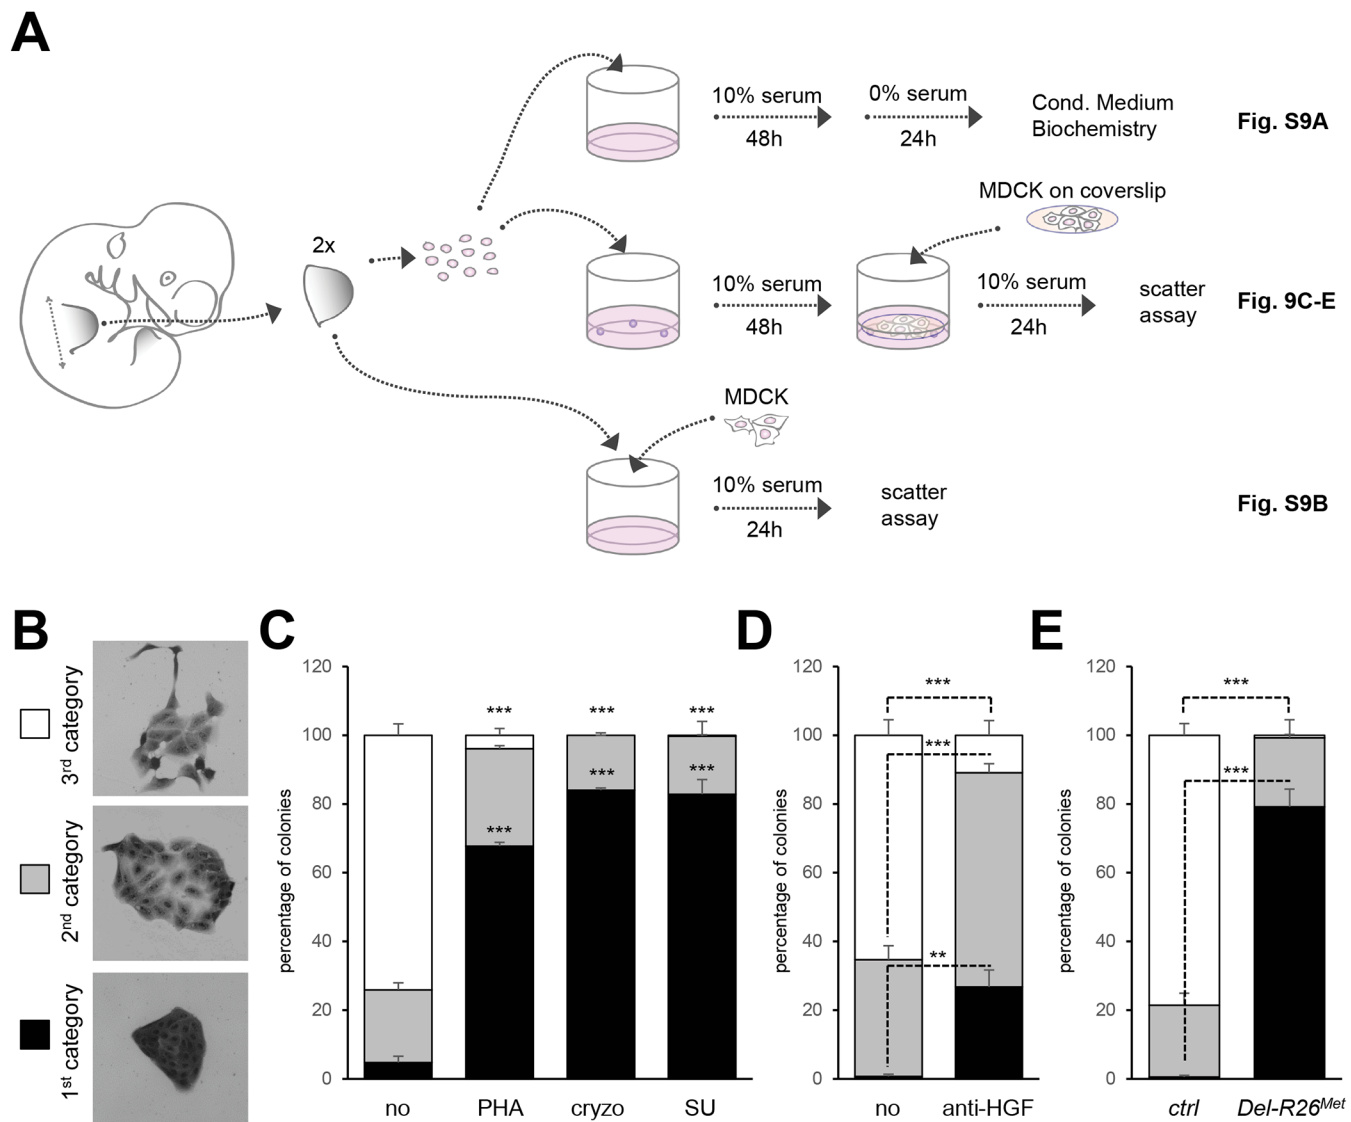 A
10% serum
48h
0% serum
24h
Cond. Medium
Biochemistry
Fig. S9A
MDCK on coverslip
2x
10% serum
48h
10% serum
24h
scatter
assay
Fig. 9C-E
MDCK
10% serum
24h
scatter
assay
Fig. S9B
B
3rd category
2nd category
1st category
C
percentage of colonies
120
100
80
60
40
20
0
***
***
***
***
***
***
no
PHA
cryzo
SU
D
percentage of colonies
120
100
80
60
40
20
0
***
***
**
no
anti-HGF
E
percentage of colonies
120
100
80
60
40
20
0
***
***
ctrl
Del-R26Met